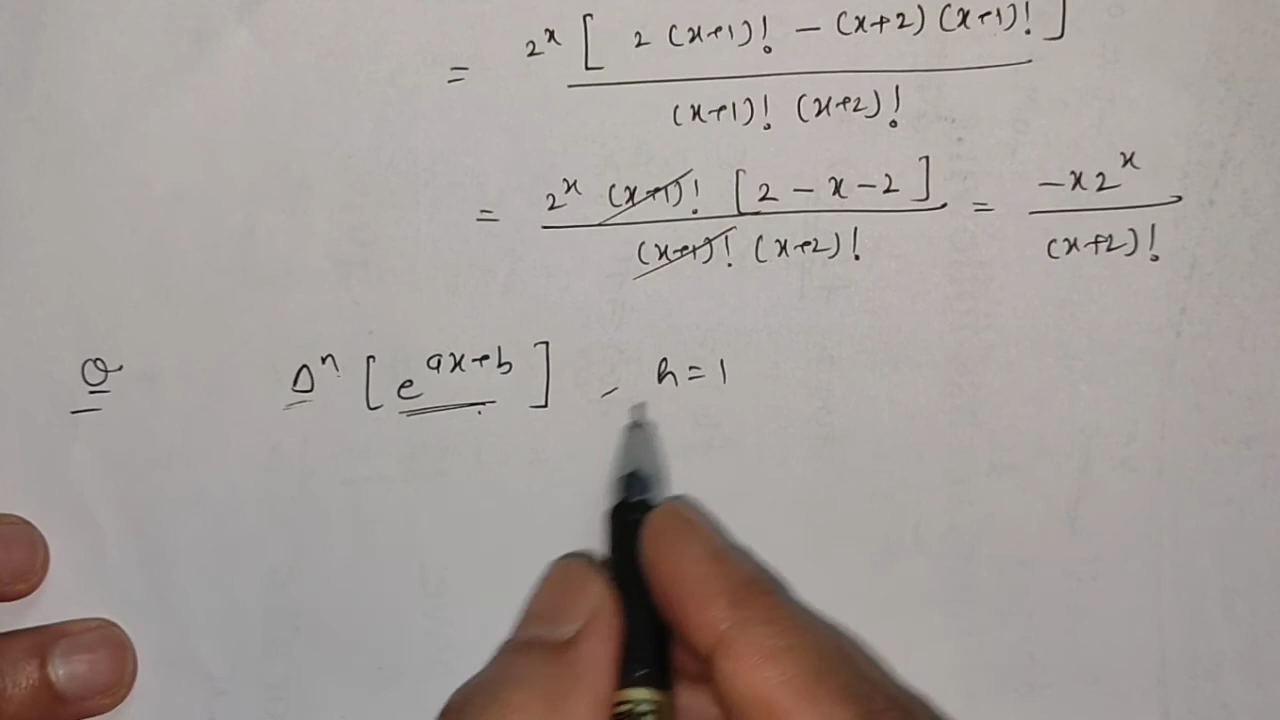 = 2^x [ 2 (x+1)! - (x+2) (x+1)! ]
(x+1)! (x+2)!
= 2^x (x+1)! [2 - x - 2] = -x2^x
(x+1)! (x+2)! (x+2)!
Q Δ^n [e^{ax+b}] - h=1